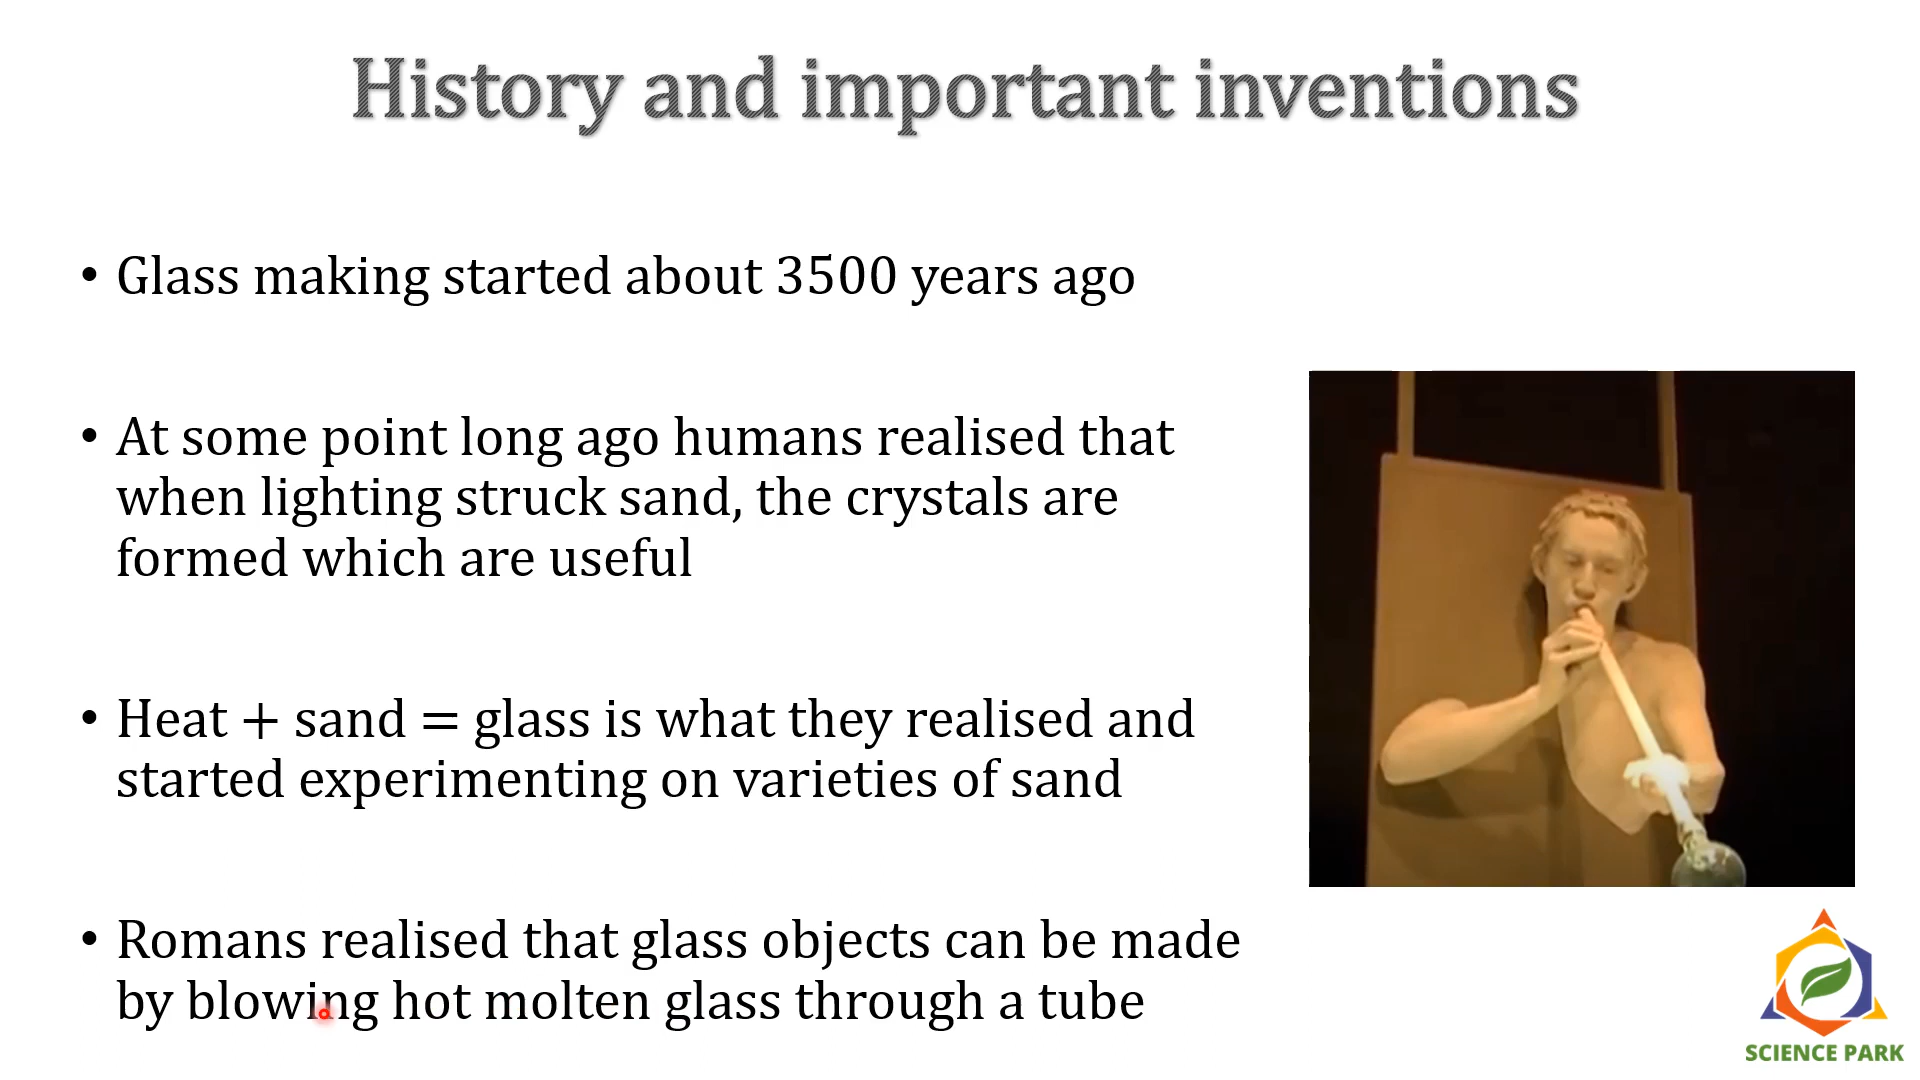 History and important inventions
• Glass making started about 3500 years ago
• At some point long ago humans realised that
when lighting struck sand, the crystals are
formed which are useful
• Heat + sand = glass is what they realised and
started experimenting on varieties of sand
• Romans realised that glass objects can be made
by blowing hot molten glass through a tube
SCIENCE PARK